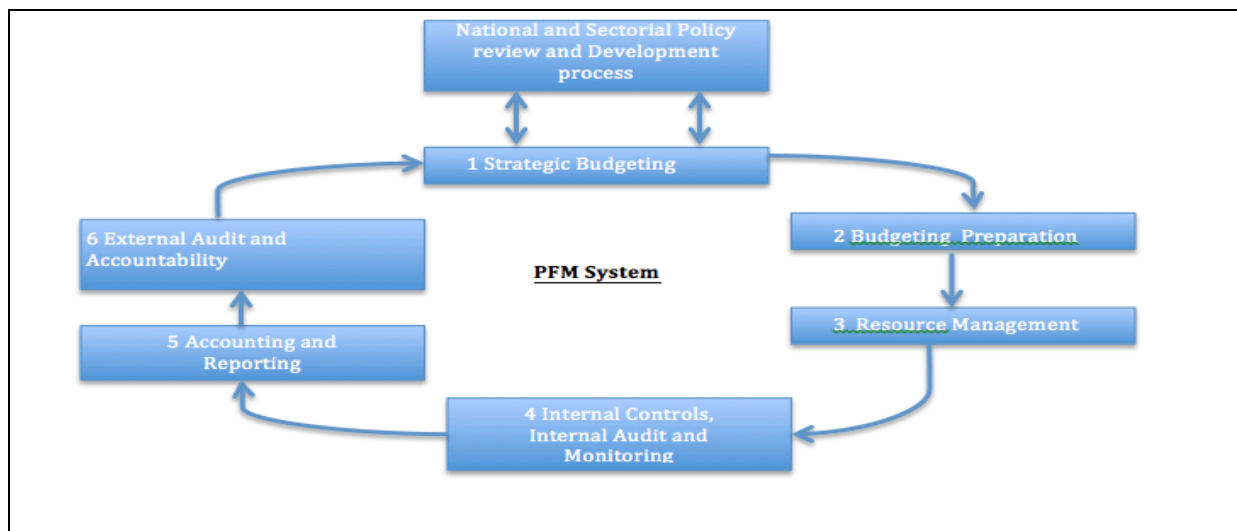 National and Sectorial Policy
review and Development
process
1 Strategic Budgeting
2 Budgeting Preparation
3 Resource Management
4 Internal Controls,
Internal Audit and
Monitoring
5 Accounting and
Reporting
6 External Audit and
Accountability
PFM System